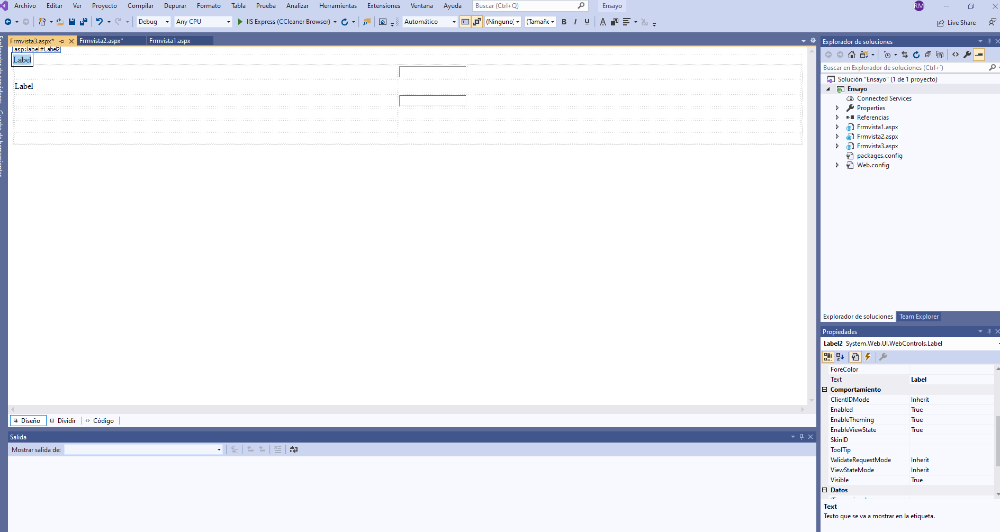 Archivo Editar Ver Proyecto Compilar Depurar Formato Tabla Prueba Analizar Herramientas Extensiones Ventana Ayuda Buscar (Ctrl+Q) Ensayo RM
Debug Any CPU IIS Express (CCleaner Browser) Automático (Ninguno) (Tamaño B I U A Live Share
Frmvista3.aspx* Frmvista2.aspx* Frmvista1.aspx
asp:label#Label2
Label
Label
Explorador de servidores
Cuadro de herramientas
Diseño Dividir Código
Salida
Mostrar salida de:
Explorador de soluciones
Buscar en Explorador de soluciones (Ctrl+`)
Solución "Ensayo" (1 de 1 proyecto)
Ensayo
Connected Services
Properties
Referencias
Frmvista1.aspx
Frmvista2.aspx
Frmvista3.aspx
packages.config
Web.config
Explorador de soluciones Team Explorer
Propiedades
Label2 System.Web.UI.WebControls.Label
ForeColor
Text Label
Comportamiento
ClientIDMode Inherit
Enabled True
EnableTheming True
EnableViewState True
SkinID
ToolTip
ValidateRequestMode Inherit
ViewStateMode Inherit
Visible True
Datos
Text
Texto que se va a mostrar en la etiqueta.